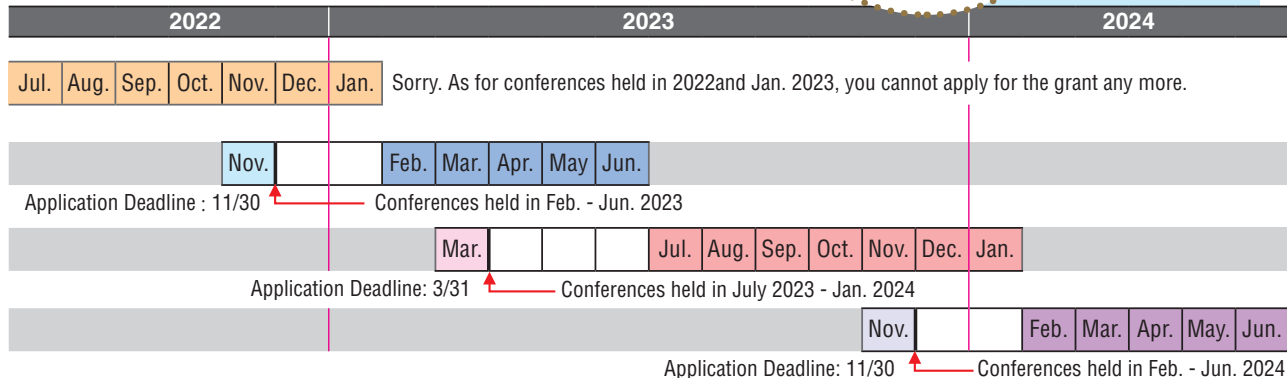 2022 2023 2024
Jul. Aug. Sep. Oct. Nov. Dec. Jan. Sorry. As for conferences held in 2022and Jan. 2023, you cannot apply for the grant any more.
Nov. Feb. Mar. Apr. May Jun.
Application Deadline : 11/30 Conferences held in Feb. - Jun. 2023
Mar. Jul. Aug. Sep. Oct. Nov. Dec. Jan.
Application Deadline: 3/31 Conferences held in July 2023 - Jan. 2024
Nov. Feb. Mar. Apr. May. Jun.
Application Deadline: 11/30 Conferences held in Feb. - Jun. 2024